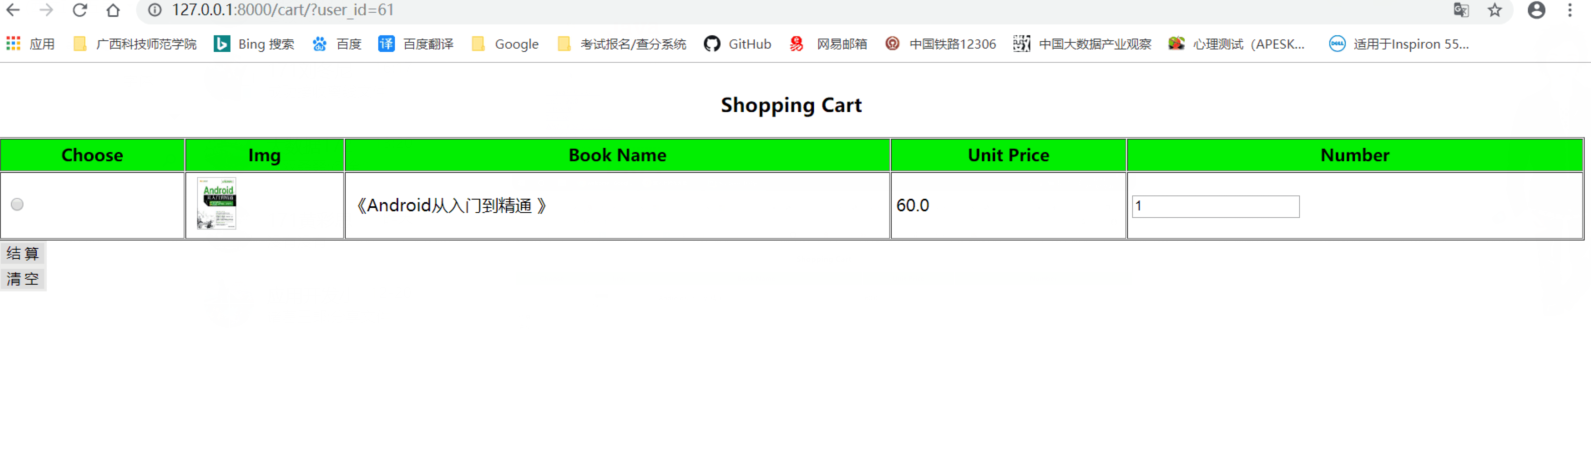 127.0.0.1:8000/cart/?user_id=61
应用 广西科技师范学院 Bing 搜索 百度 译 百度翻译 Google 考试报名/查分系统 GitHub 易 网易邮箱 中国铁路12306 中国大数据产业观察 心理测试（APESK... DELL 适用于Inspiron 55...
Shopping Cart
Choose Img Book Name Unit Price Number
Android 《Android从入门到精通 》 60.0 1
结 算
清 空